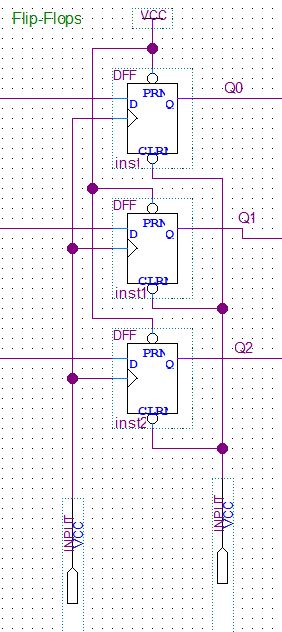 Flip-Flops
VCC
DFF
PRN
D
Q
Q0
CLRN
inst
DFF
PRN
D
Q
Q1
CLRN
inst1
DFF
PRN
D
Q
Q2
CLRN
inst2
INPUT
VCC
INPUT
VCC